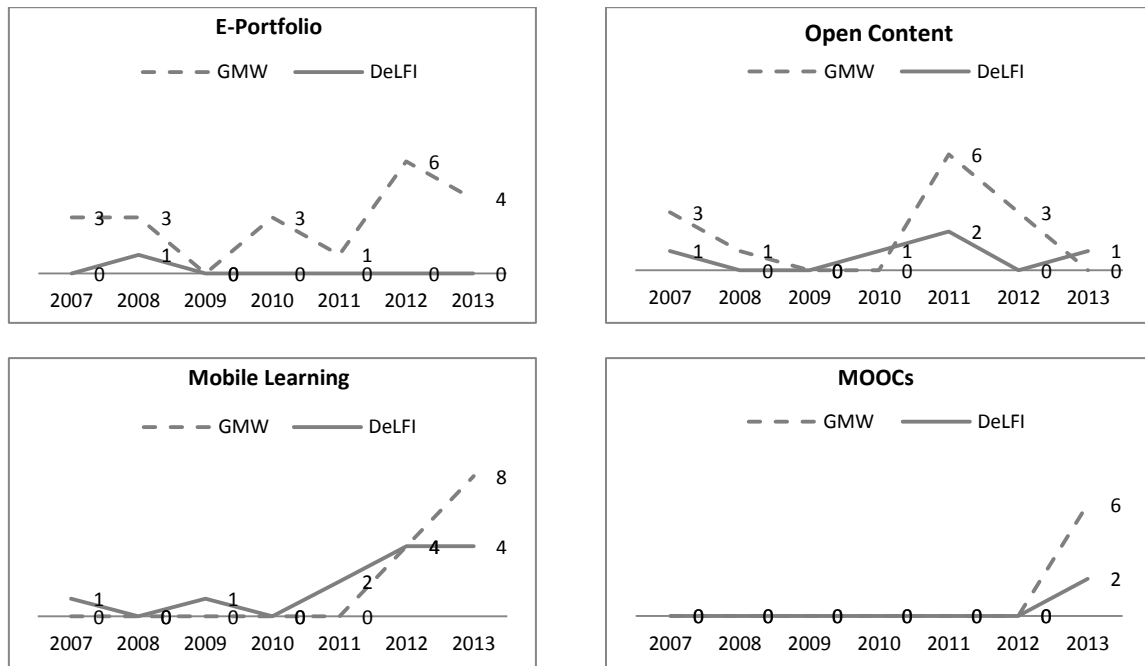 E-Portfolio
GMW DeLFI
6
4
3 3 3
1 1
0 0 0 0 0 0
2007 2008 2009 2010 2011 2012 2013
Open Content
GMW DeLFI
6
3 3
2
1 1 1 1
0 0 0 0 0
2007 2008 2009 2010 2011 2012 2013
Mobile Learning
GMW DeLFI
8
4 4
2
1 1
0 0 0 0 0
2007 2008 2009 2010 2011 2012 2013
MOOCs
GMW DeLFI
6
2
0 0 0 0 0 0
2007 2008 2009 2010 2011 2012 2013